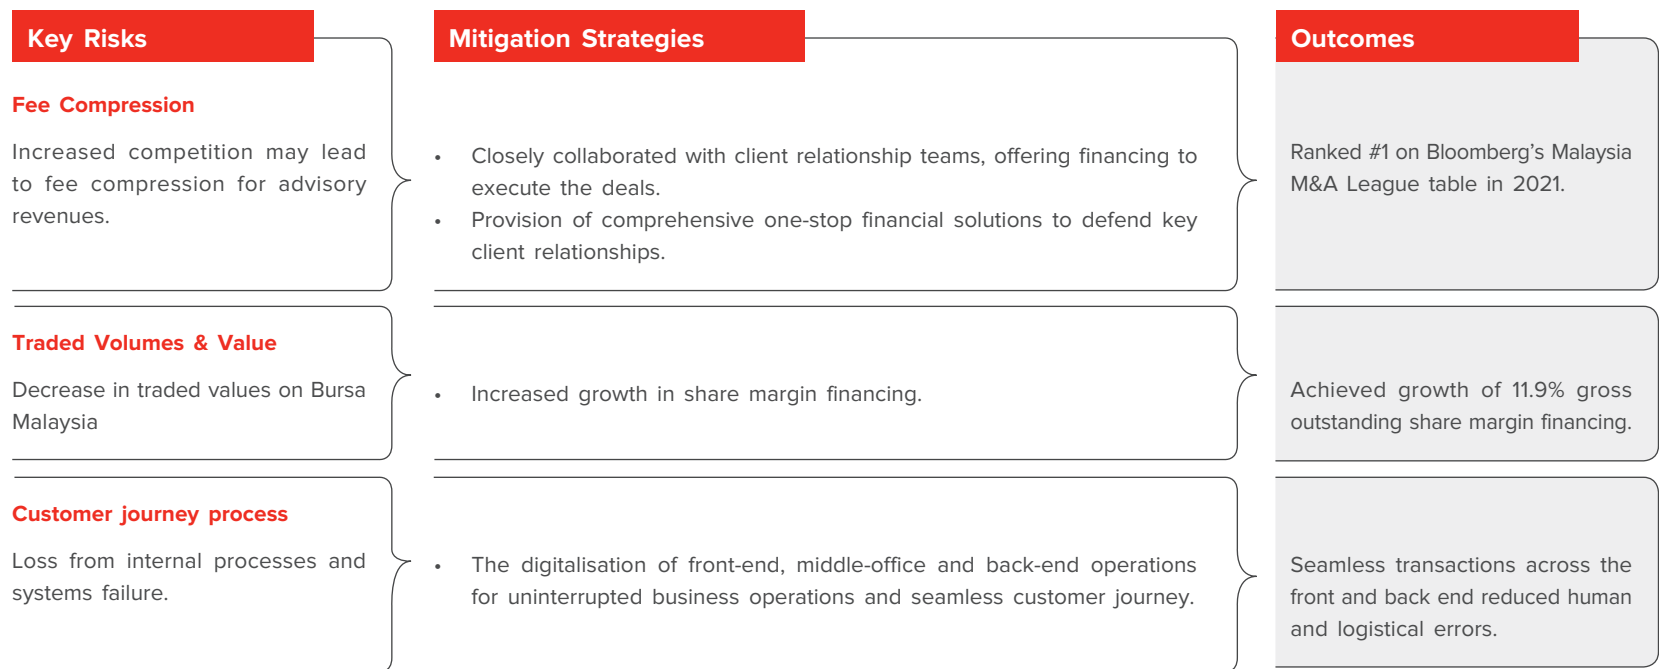 Key Risks
Mitigation Strategies
Outcomes
Fee Compression
Increased competition may lead
to fee compression for advisory
revenues.
• Closely collaborated with client relationship teams, offering financing to
execute the deals.
• Provision of comprehensive one-stop financial solutions to defend key
client relationships.
Ranked #1 on Bloomberg’s Malaysia
M&A League table in 2021.
Traded Volumes & Value
Decrease in traded values on Bursa
Malaysia
• Increased growth in share margin financing.
Achieved growth of 11.9% gross
outstanding share margin financing.
Customer journey process
Loss from internal processes and
systems failure.
• The digitalisation of front-end, middle-office and back-end operations
for uninterrupted business operations and seamless customer journey.
Seamless transactions across the
front and back end reduced human
and logistical errors.